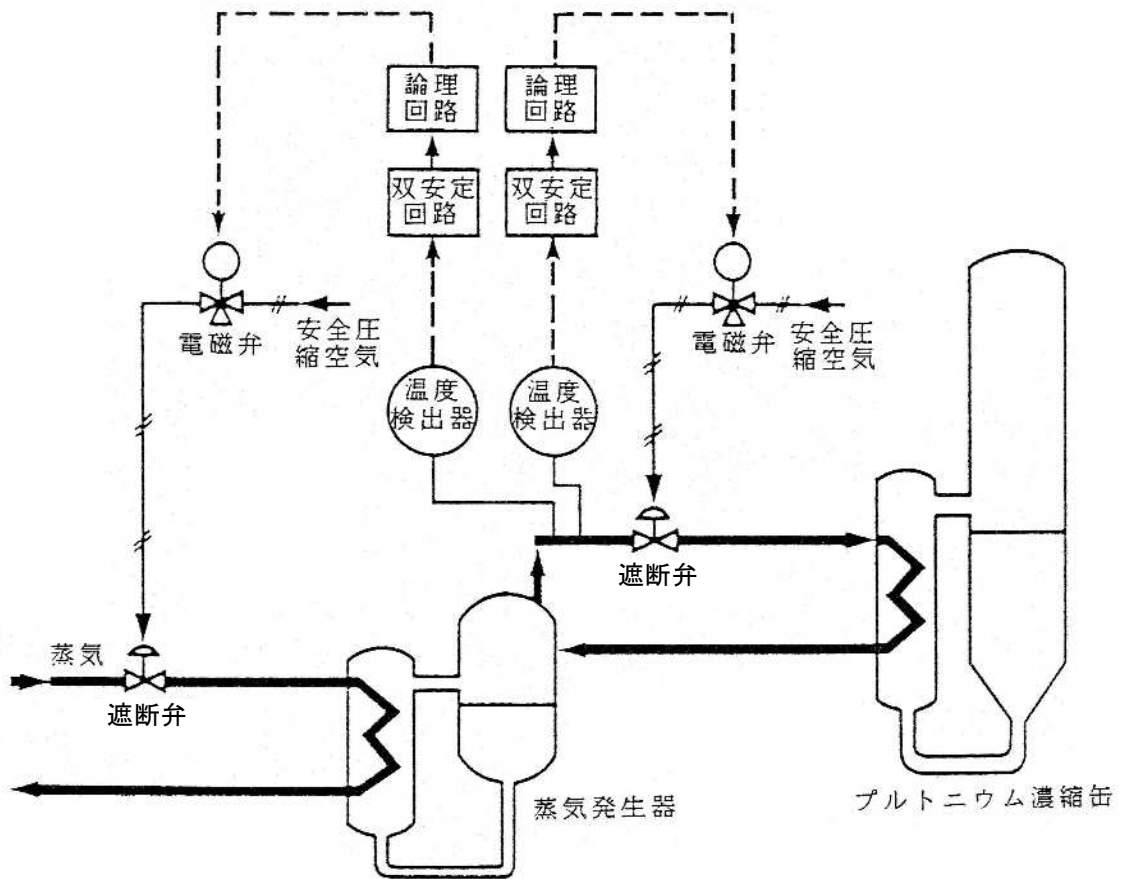 論理
回路
論理
回路
双安定
回路
双安定
回路
電磁弁
安全圧
縮空気
電磁弁
安全圧
縮空気
温度
検出器
温度
検出器
遮断弁
蒸気
遮断弁
蒸気発生器
プルトニウム濃縮缶